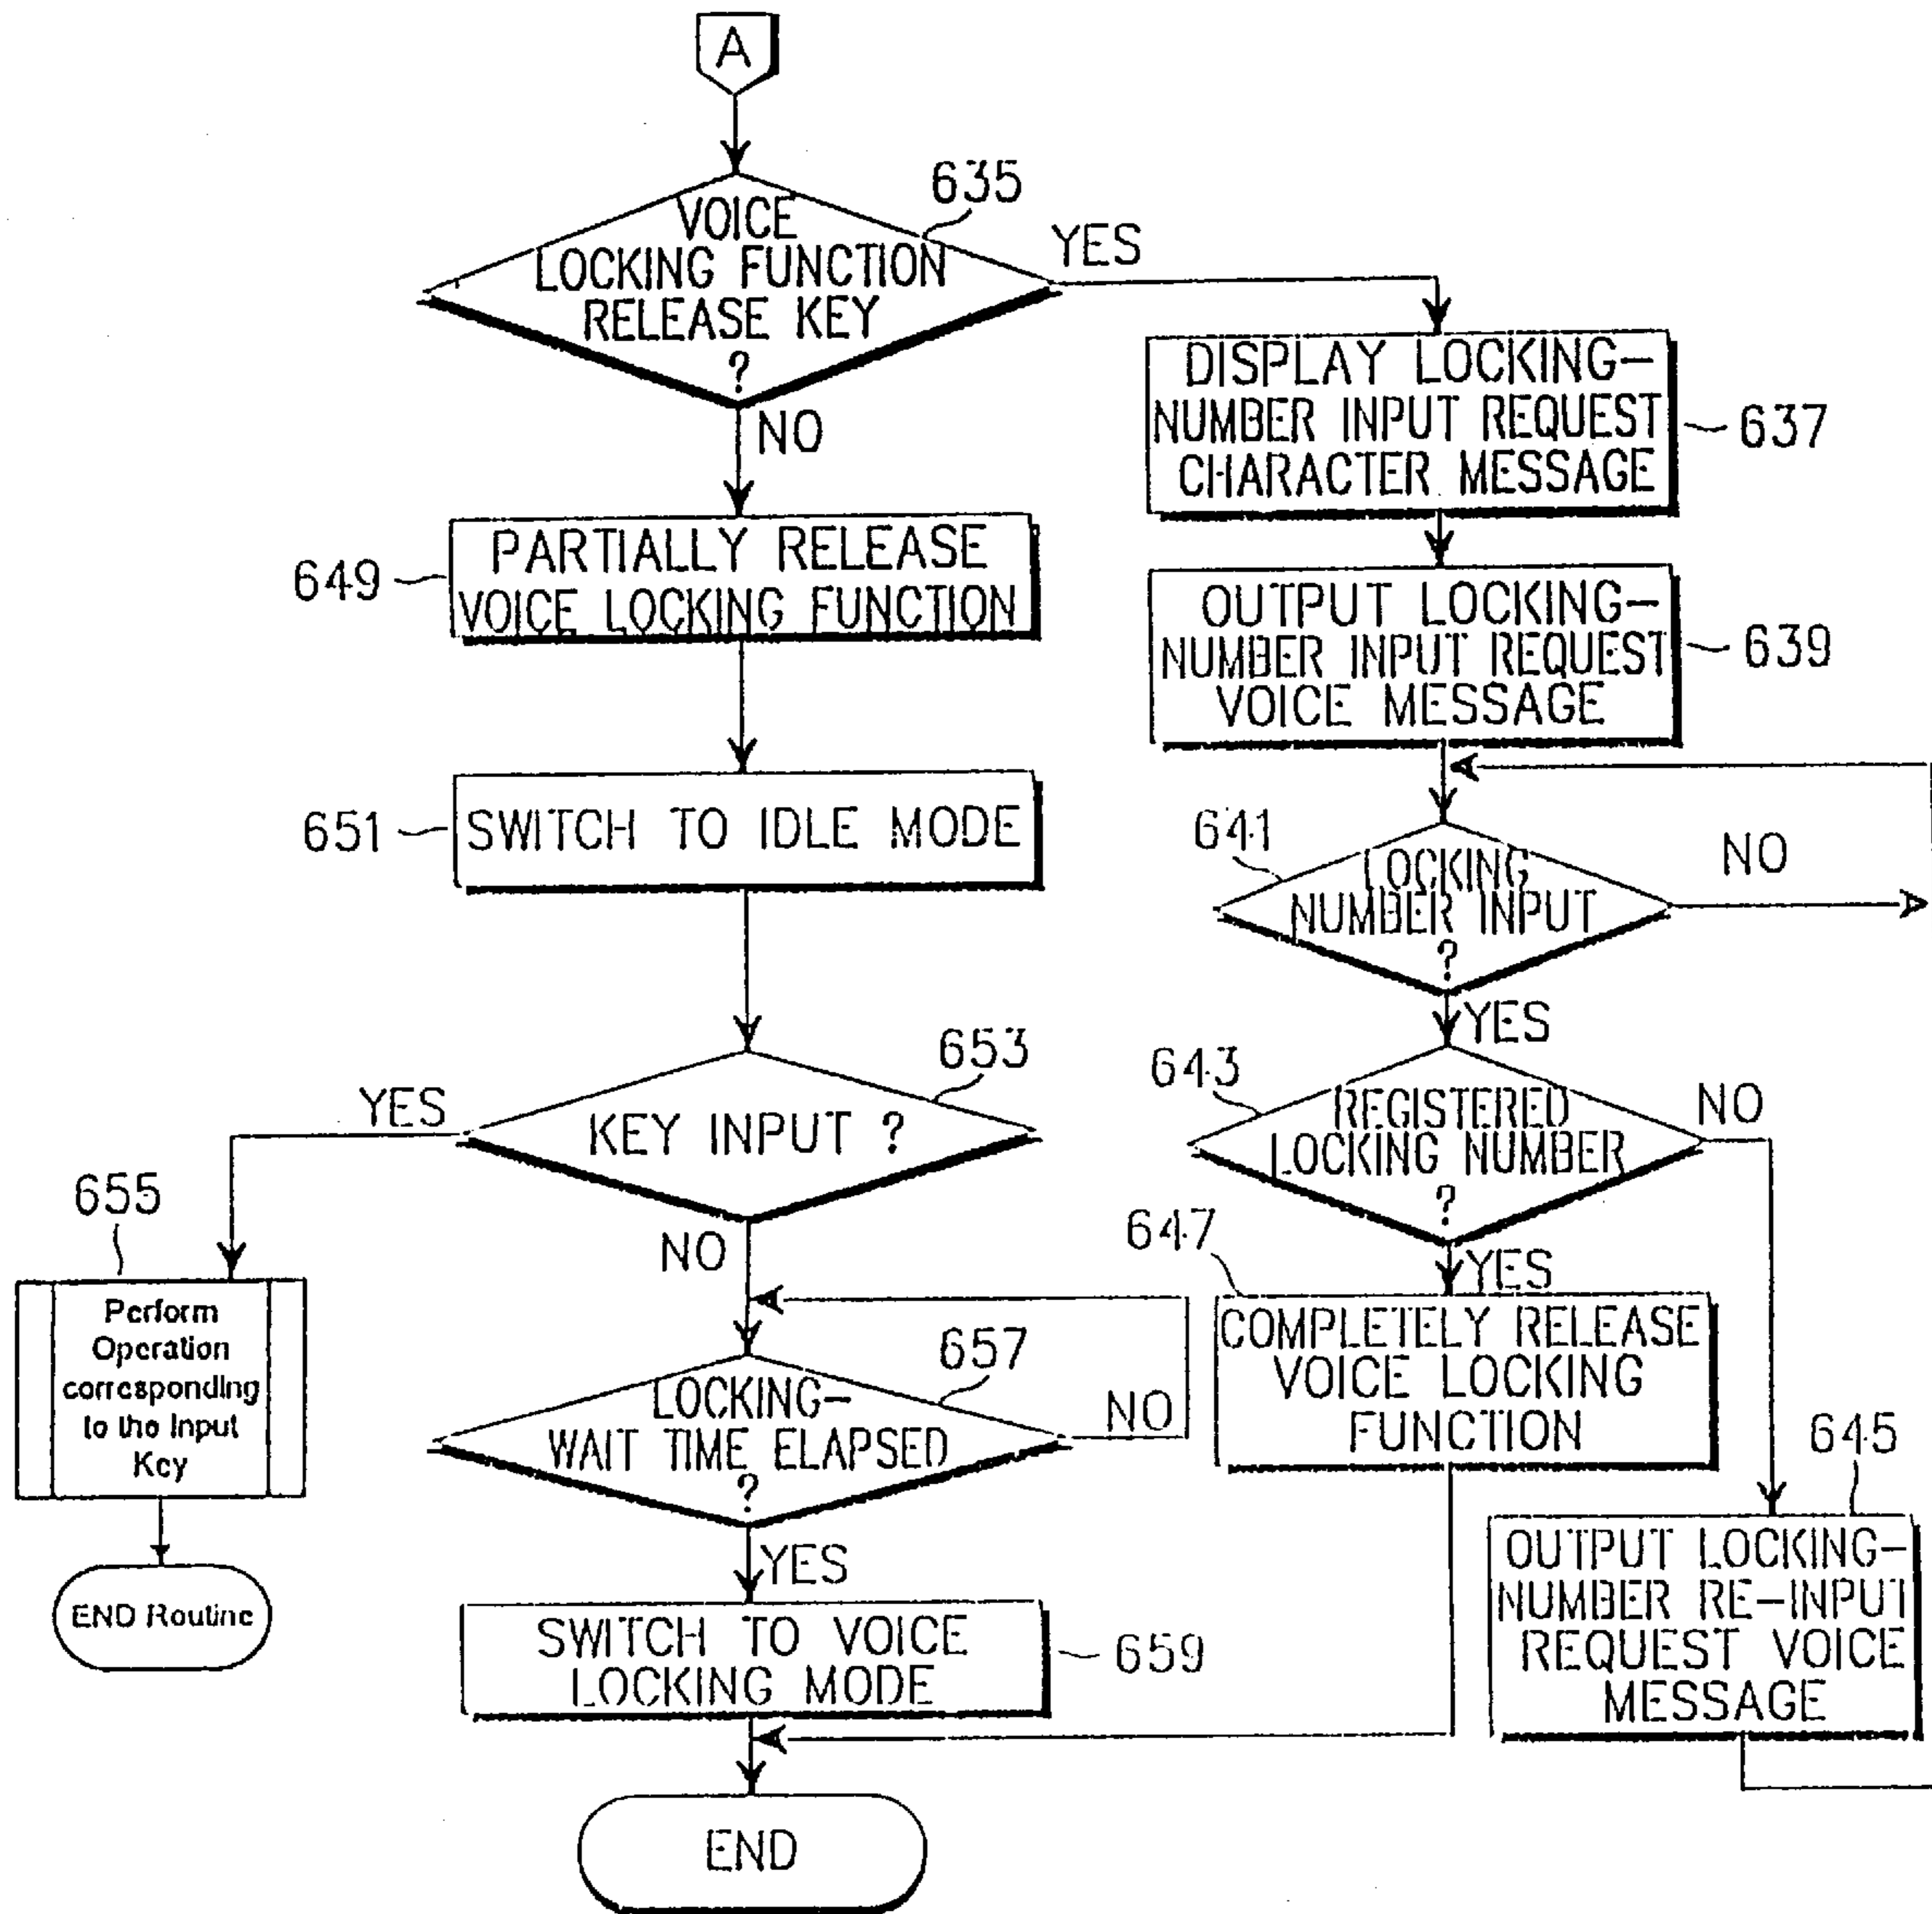 A
635
VOICE
LOCKING FUNCTION
RELEASE KEY
?
YES
NO
DISPLAY LOCKING-
NUMBER INPUT REQUEST
CHARACTER MESSAGE
637
649
PARTIALLY RELEASE
VOICE LOCKING FUNCTION
OUTPUT LOCKING-
NUMBER INPUT REQUEST
VOICE MESSAGE
639
651
SWITCH TO IDLE MODE
641
LOCKING
NUMBER INPUT
?
NO
YES
653
KEY INPUT ?
YES
NO
643
REGISTERED
LOCKING NUMBER
?
NO
YES
655
Perform
Operation
corresponding
to the Input
Key
END Routine
647
COMPLETELY RELEASE
VOICE LOCKING
FUNCTION
657
LOCKING-
WAIT TIME ELAPSED
?
NO
YES
645
OUTPUT LOCKING-
NUMBER RE-INPUT
REQUEST VOICE
MESSAGE
SWITCH TO VOICE
LOCKING MODE
659
END